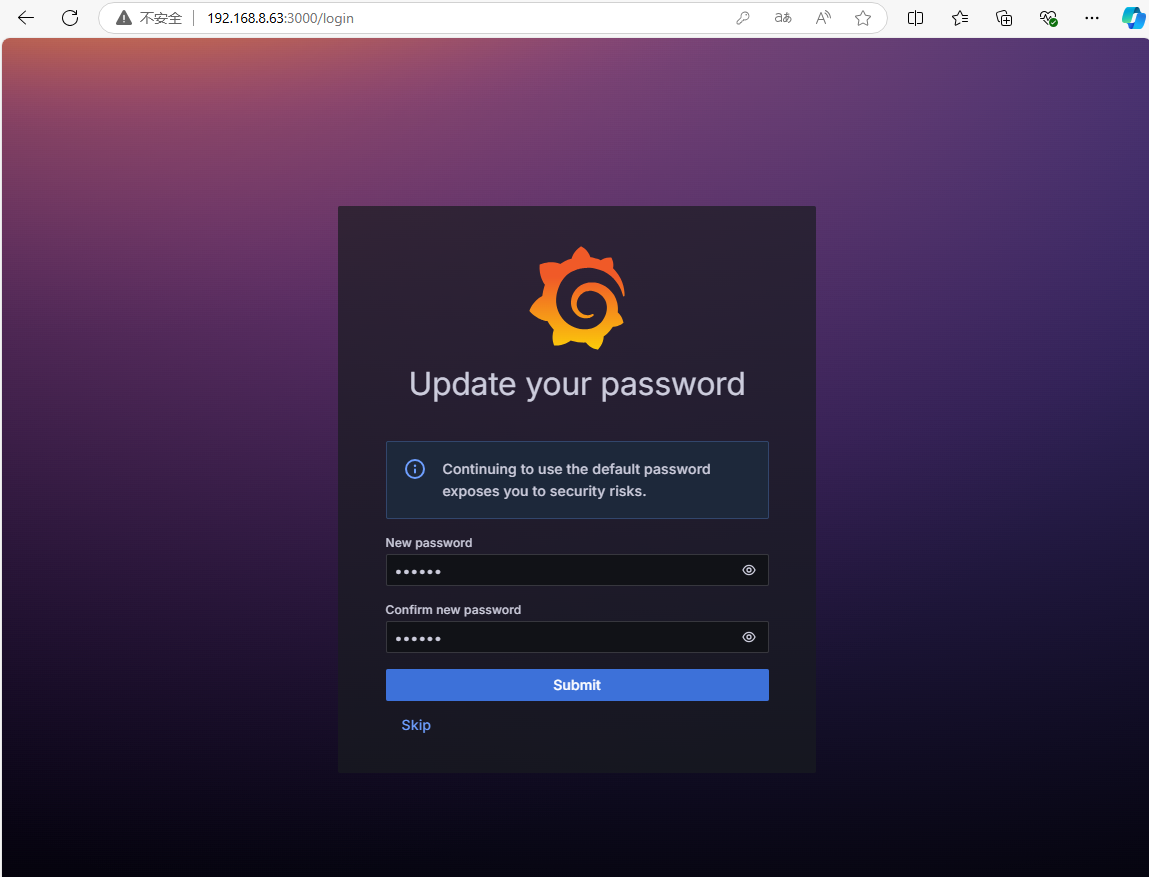 不安全 192.168.8.63:3000/login
Update your password
Continuing to use the default password
exposes you to security risks.
New password
••••••
Confirm new password
••••••
Submit
Skip